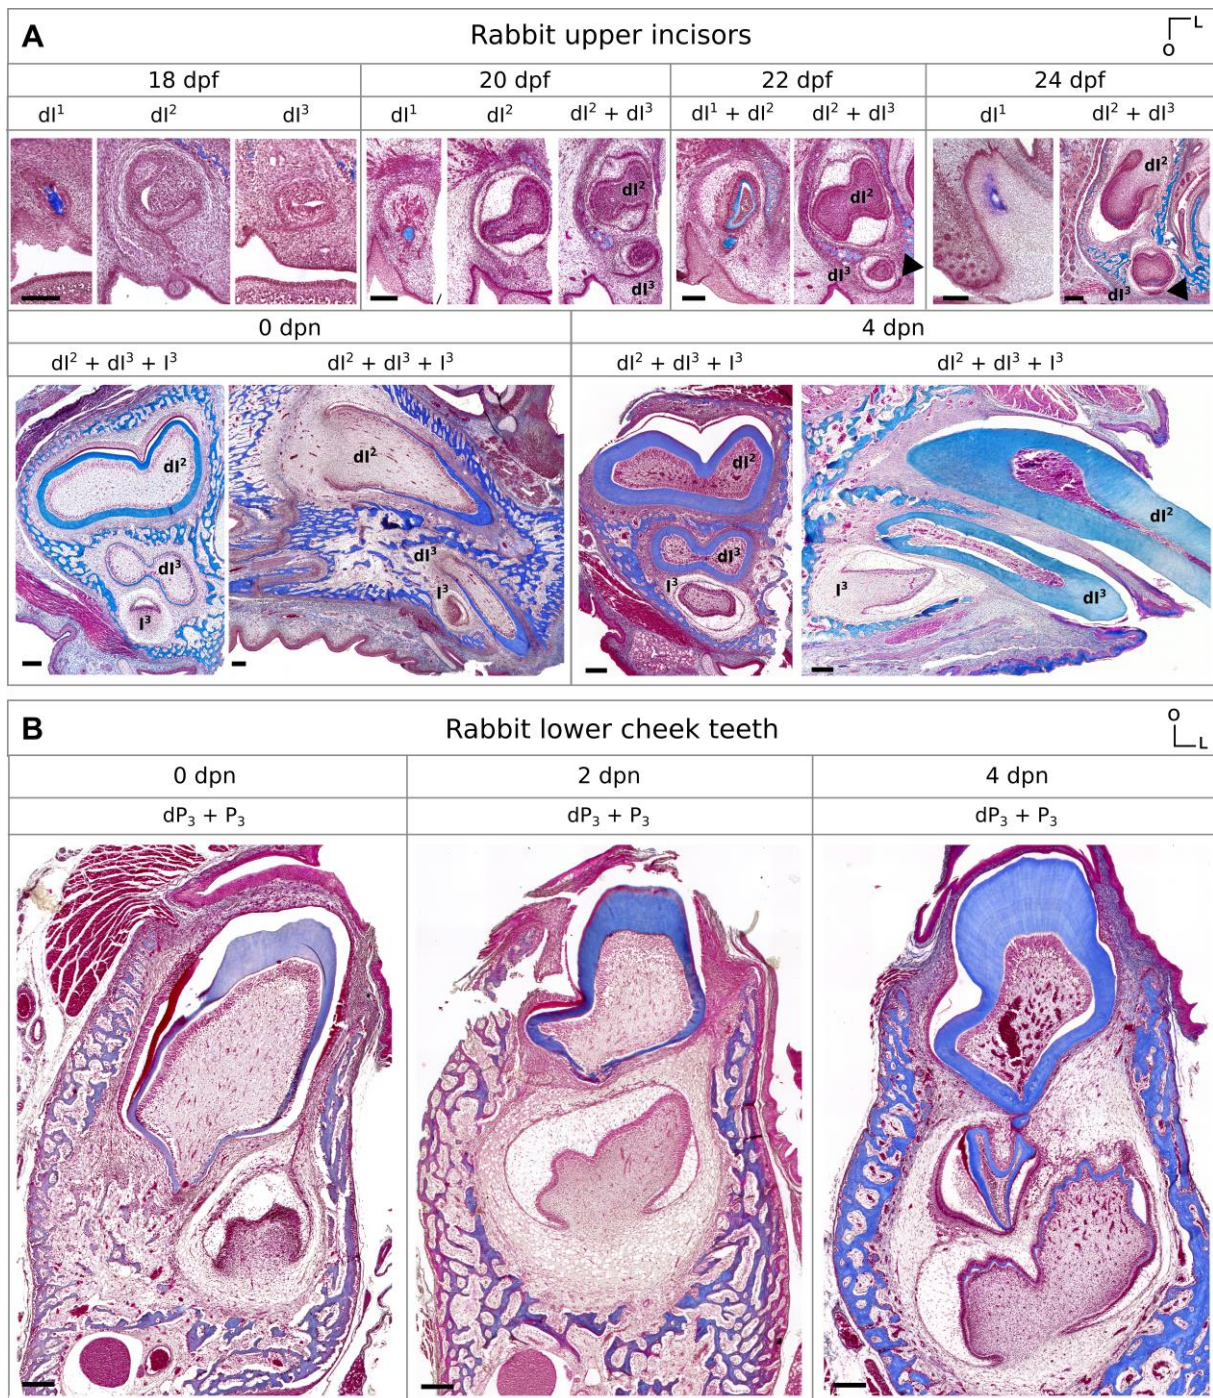 A Rabbit upper incisors L O
18 dpf 20 dpf 22 dpf 24 dpf
dI¹ dI² dI³ dI¹ dI² dI² + dI³ dI¹ + dI² dI² + dI³ dI¹ dI² + dI³
dI² dI² dI²
dI³ dI³ dI³
0 dpn 4 dpn
dI² + dI³ + I³ dI² + dI³ + I³ dI² + dI³ + I³ dI² + dI³ + I³
dI² dI² dI² dI²
dI³ dI³ dI³ dI³
I³ I³ I³ I³
B Rabbit lower cheek teeth O L
0 dpn 2 dpn 4 dpn
dP₃ + P₃ dP₃ + P₃ dP₃ + P₃